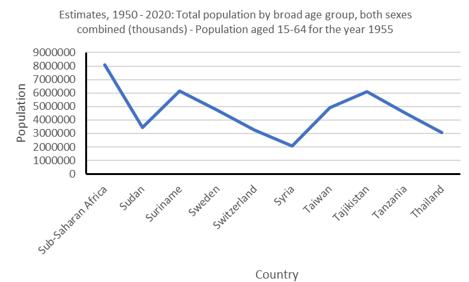 Estimates, 1950 - 2020: Total population by broad age group, both sexes
combined (thousands) - Population aged 15-64 for the year 1955
9000000
8000000
7000000
6000000
5000000
4000000
3000000
2000000
1000000
0
Population
Sub-Saharan Africa
Sudan
Suriname
Sweden
Switzerland
Syria
Taiwan
Tajikistan
Tanzania
Thailand
Country